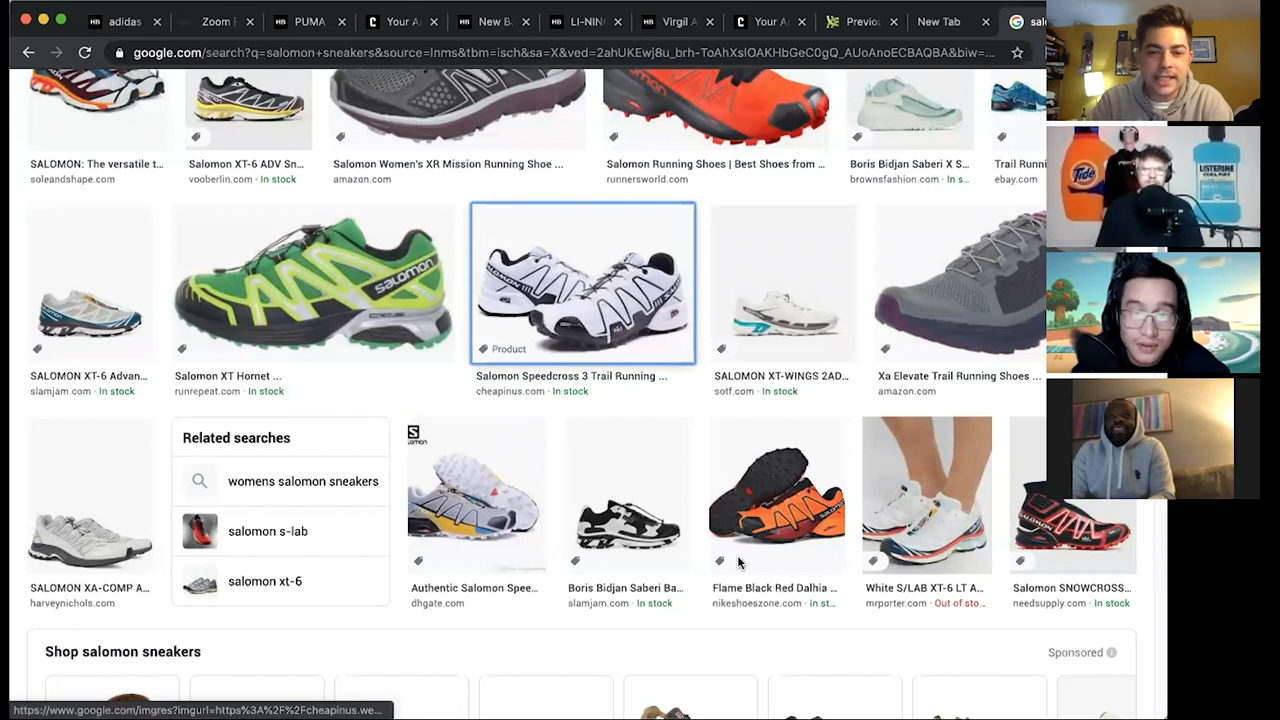 adidas
Zoom F
PUMA
Your A
New B
LI-NIN
Virgil A
Your A
Previo
New Tab
sal
google.com/search?q=salomon+sneakers&source=lnms&tbm=isch&sa=X&ved=2ahUKEwj8u_brh-ToAhXsIOAKHbGeC0gQ_AUoAnoECBAQBA&biw=...
SALOMON: The versatile t...
soleandshape.com
Salomon XT-6 ADV Sn...
vooberlin.com · In stock
Salomon Women's XR Mission Running Shoe ...
amazon.com
Salomon Running Shoes | Best Shoes from ...
runnersworld.com
Boris Bidjan Saberi X S...
brownsfashion.com · In s...
Trail Runni
ebay.com
Tide
LISTERINE
salomon
Product
SALOMON XT-6 Advan...
slamjam.com · In stock
Salomon XT Hornet ...
runrepeat.com · In stock
Salomon Speedcross 3 Trail Running ...
cheapinus.com · In stock
SALOMON XT-WINGS 2AD...
sotf.com · In stock
Xa Elevate Trail Running Shoes ...
amazon.com
Related searches
womens salomon sneakers
salomon s-lab
salomon xt-6
SALOMON XA-COMP A...
harveynichols.com
Authentic Salomon Spee...
dhgate.com
Boris Bidjan Saberi Ba...
slamjam.com · In stock
Flame Black Red Dalhia ...
nikeshoeszone.com · In st...
White S/LAB XT-6 LT A...
mrporter.com · Out of sto...
Salomon SNOWCROSS...
needsupply.com · In stock
Shop salomon sneakers
Sponsored
https://www.google.com/imgres?imgurl=https%3A%2F%2Fcheapinus.we...